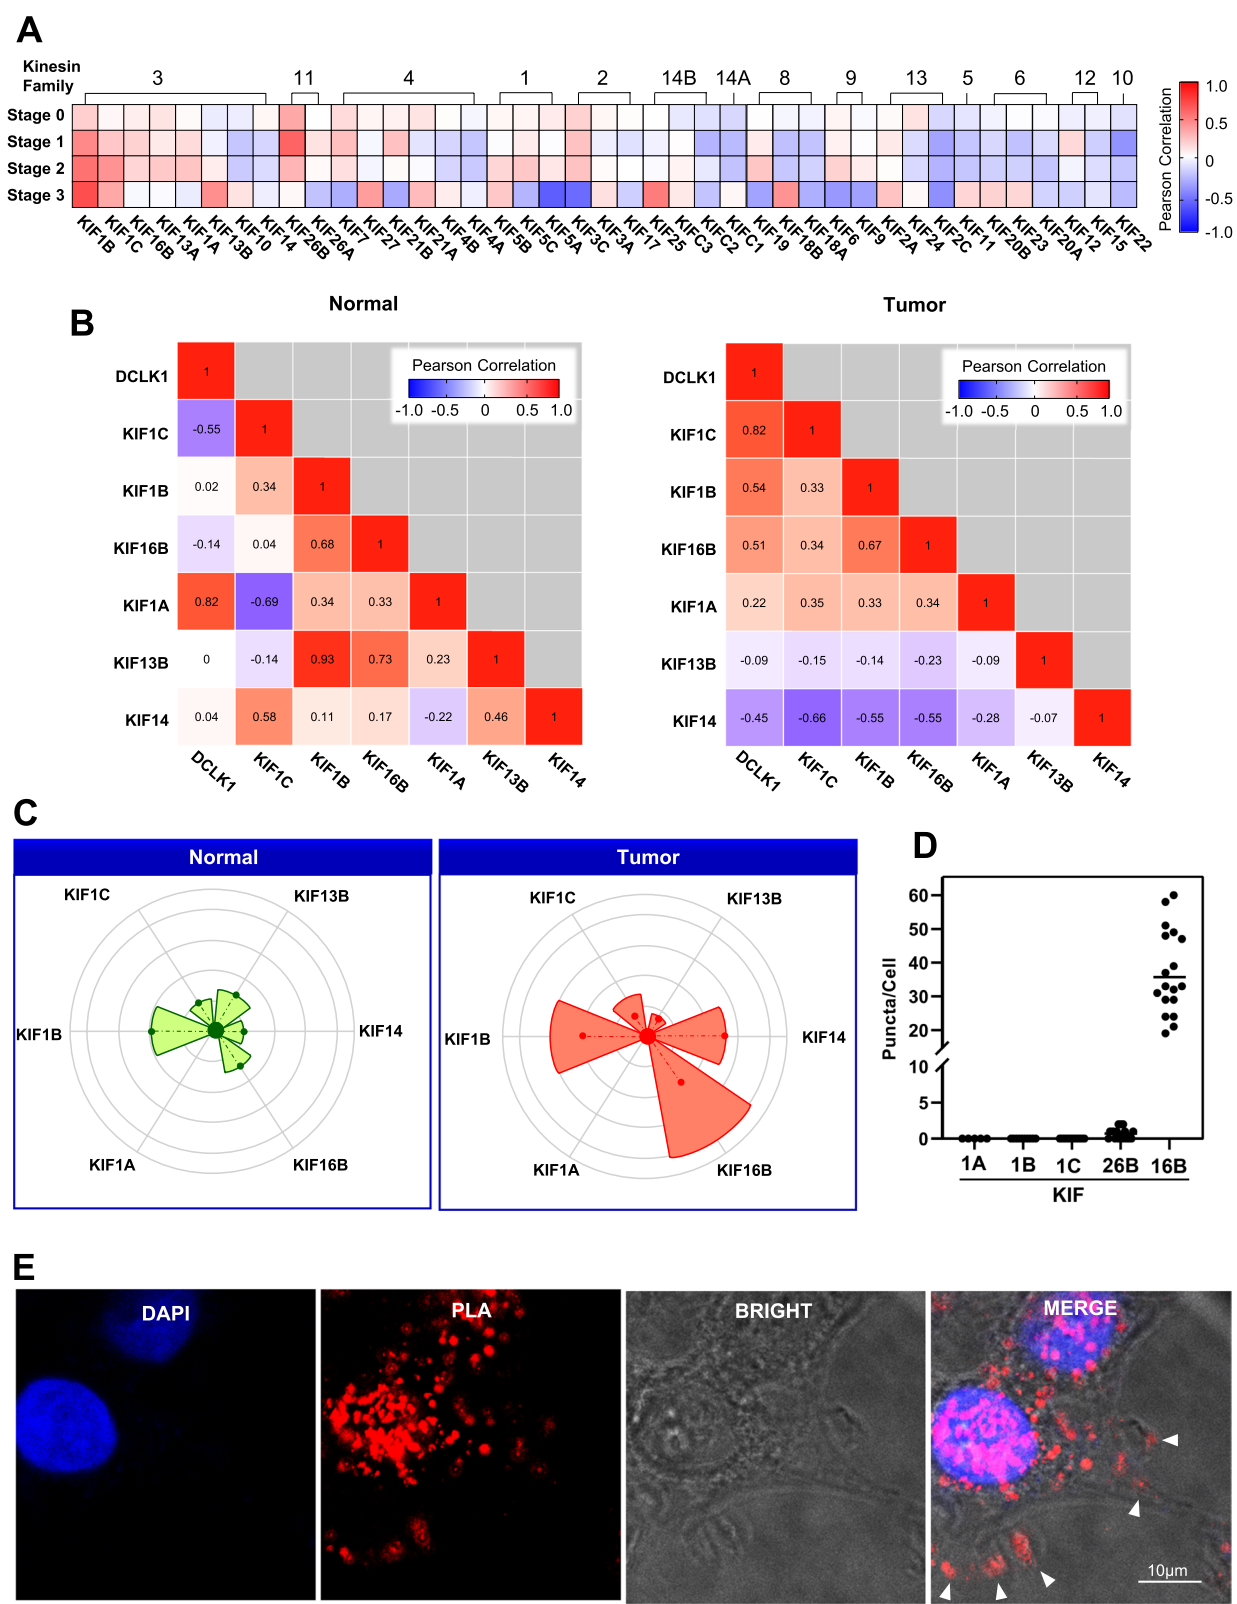 A
Kinesin
Family
3 11 4 1 2 14B 14A 8 9 13 5 6 12 10
Stage 0
Stage 1
Stage 2
Stage 3
KIF1B KIF1C KIF16B KIF13A KIF1A KIF13B KIF10 KIF14 KIF26B KIF26A KIF7 KIF27 KIF21B KIF21A KIF4B KIF4A KIF5B KIF5C KIF5A KIF3C KIF3A KIF17 KIF25 KIFC3 KIFC2 KIFC1 KIF19 KIF18B KIF18A KIF6 KIF9 KIF2A KIF24 KIF2C KIF11 KIF20B KIF23 KIF20A KIF12 KIF15 KIF22
Pearson Correlation
1.0
0.5
0
-0.5
-1.0
B
Normal
Pearson Correlation
-1.0 -0.5 0 0.5 1.0
DCLK1 1
KIF1C -0.55 1
KIF1B 0.02 0.34 1
KIF16B -0.14 0.04 0.68 1
KIF1A 0.82 -0.69 0.34 0.33 1
KIF13B 0 -0.14 0.93 0.73 0.23 1
KIF14 0.04 0.58 0.11 0.17 -0.22 0.46 1
DCLK1 KIF1C KIF1B KIF16B KIF1A KIF13B KIF14
Tumor
Pearson Correlation
-1.0 -0.5 0 0.5 1.0
DCLK1 1
KIF1C 0.82 1
KIF1B 0.54 0.33 1
KIF16B 0.51 0.34 0.67 1
KIF1A 0.22 0.35 0.33 0.34 1
KIF13B -0.09 -0.15 -0.14 -0.23 -0.09 1
KIF14 -0.45 -0.66 -0.55 -0.55 -0.28 -0.07 1
DCLK1 KIF1C KIF1B KIF16B KIF1A KIF13B KIF14
C
Normal
KIF1C KIF13B
KIF1B KIF14
KIF1A KIF16B
Tumor
KIF1C KIF13B
KIF1B KIF14
KIF1A KIF16B
D
Puncta/Cell
60
50
40
30
20
10
5
0
1A 1B 1C 26B 16B
KIF
E
DAPI PLA BRIGHT MERGE
10μm